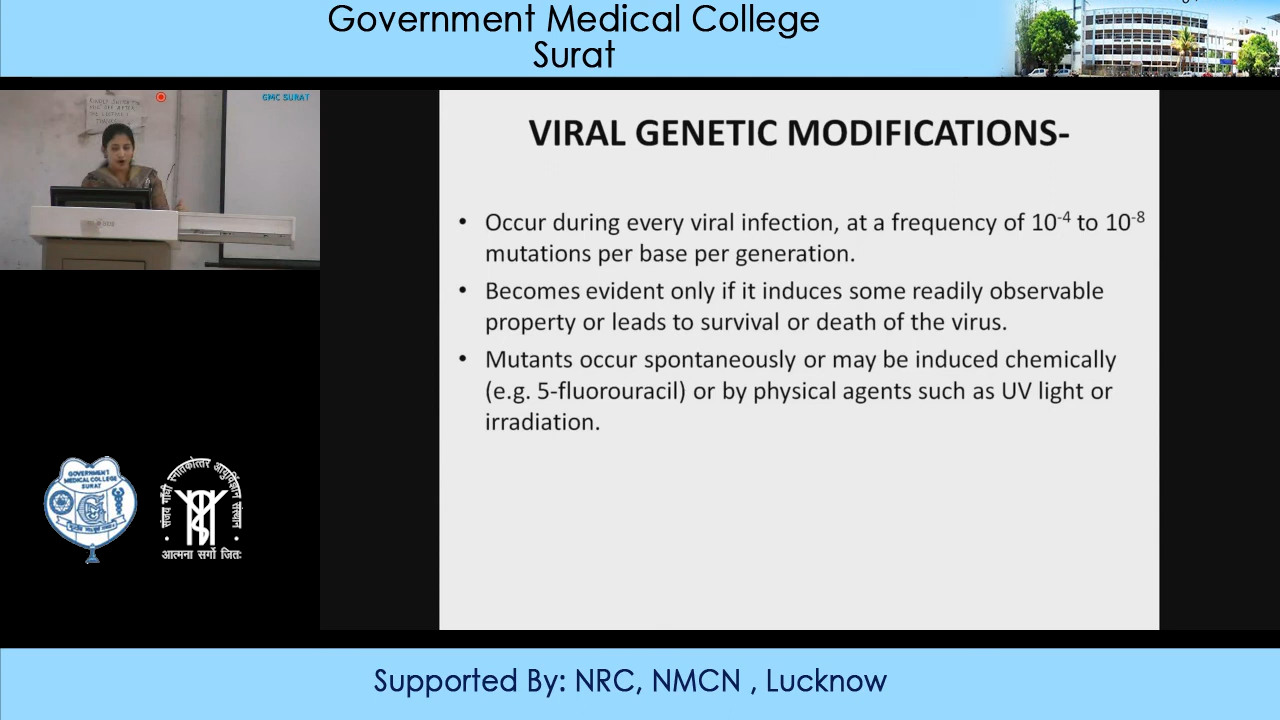 Government Medical College
Surat
GMC SURAT
VIRAL GENETIC MODIFICATIONS-
• Occur during every viral infection, at a frequency of 10⁻⁴ to 10⁻⁸
mutations per base per generation.
• Becomes evident only if it induces some readily observable
property or leads to survival or death of the virus.
• Mutants occur spontaneously or may be induced chemically
(e.g. 5-fluorouracil) or by physical agents such as UV light or
irradiation.
GOVERNMENT
MEDICAL COLLEGE
SURAT
संजय गाँधी स्नातकोत्तर आयुर्विज्ञान संस्थान
आत्मना सर्गो जितः
Supported By: NRC, NMCN , Lucknow